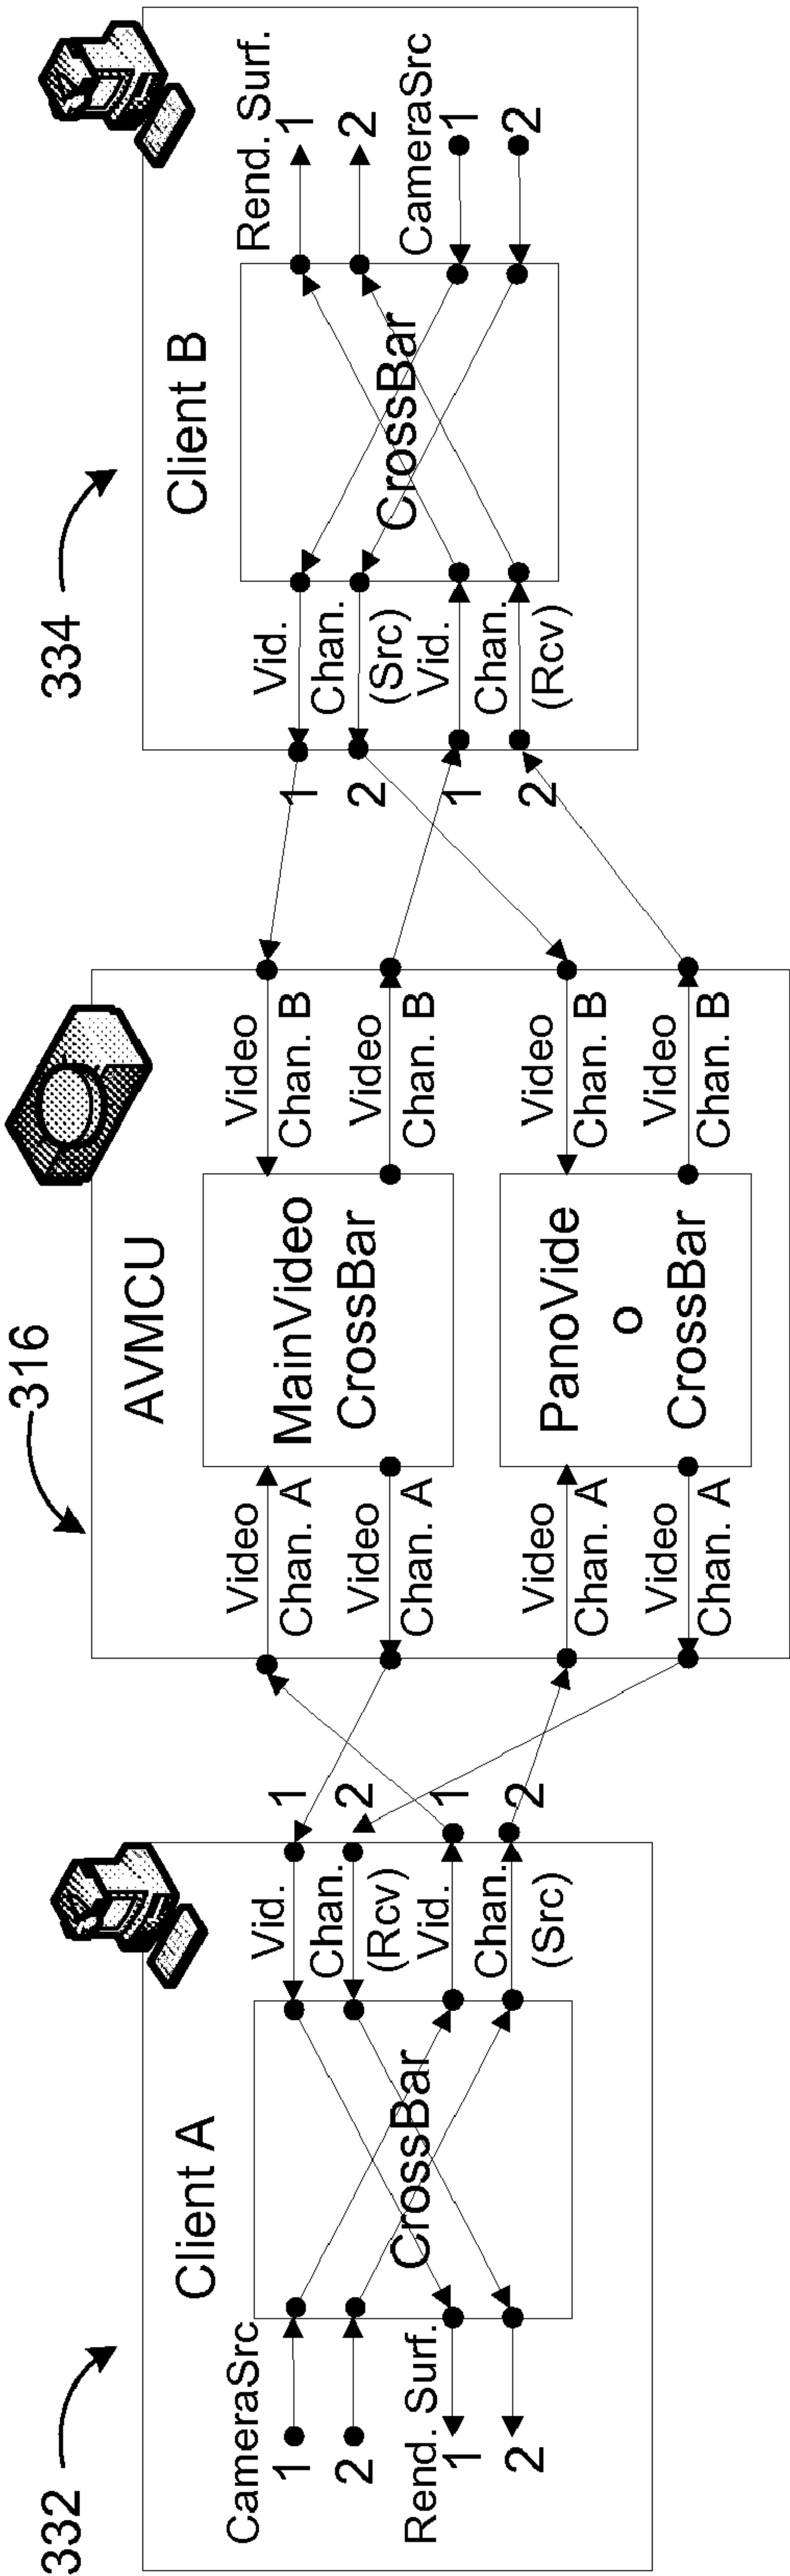 332
Client A
CameraSrc
1
2
Rend. Surf.
1
2
CrossBar
Vid.
Chan.
(Rcv)
Vid.
Chan.
(Src)
1
2
1
2
316
AVMCU
Video
Chan. A
Video
Chan. A
MainVideo
CrossBar
Video
Chan. B
Video
Chan. B
Video
Chan. A
Video
Chan. A
PanoVide
o
CrossBar
Video
Chan. B
Video
Chan. B
334
Client B
1
2
1
2
Vid.
Chan.
(Src)
Vid.
Chan.
(Rcv)
CrossBar
Rend. Surf.
1
2
CameraSrc
1
2